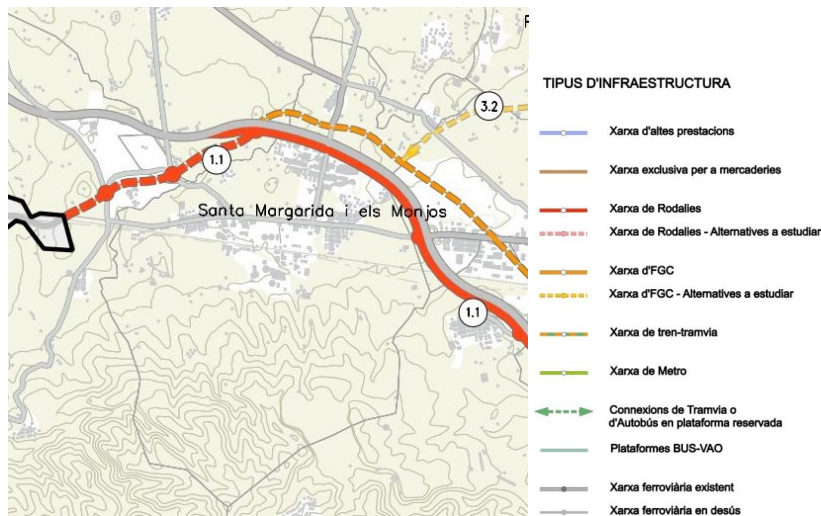 3.2
1.1
Santa Margarida i els Monjos
1.1
TIPUS D'INFRAESTRUCTURA
Xarxa d'altes prestacions
Xarxa exclusiva per a mercaderies
Xarxa de Rodalies
Xarxa de Rodalies - Alternatives a estudiar
Xarxa d'FGC
Xarxa d'FGC - Alternatives a estudiar
Xarxa de tren-tramvia
Xarxa de Metro
Connexions de Tramvia o
d'Autobús en plataforma reservada
Plataformes BUS-VAO
Xarxa ferroviària existent
Xarxa ferroviària en desús